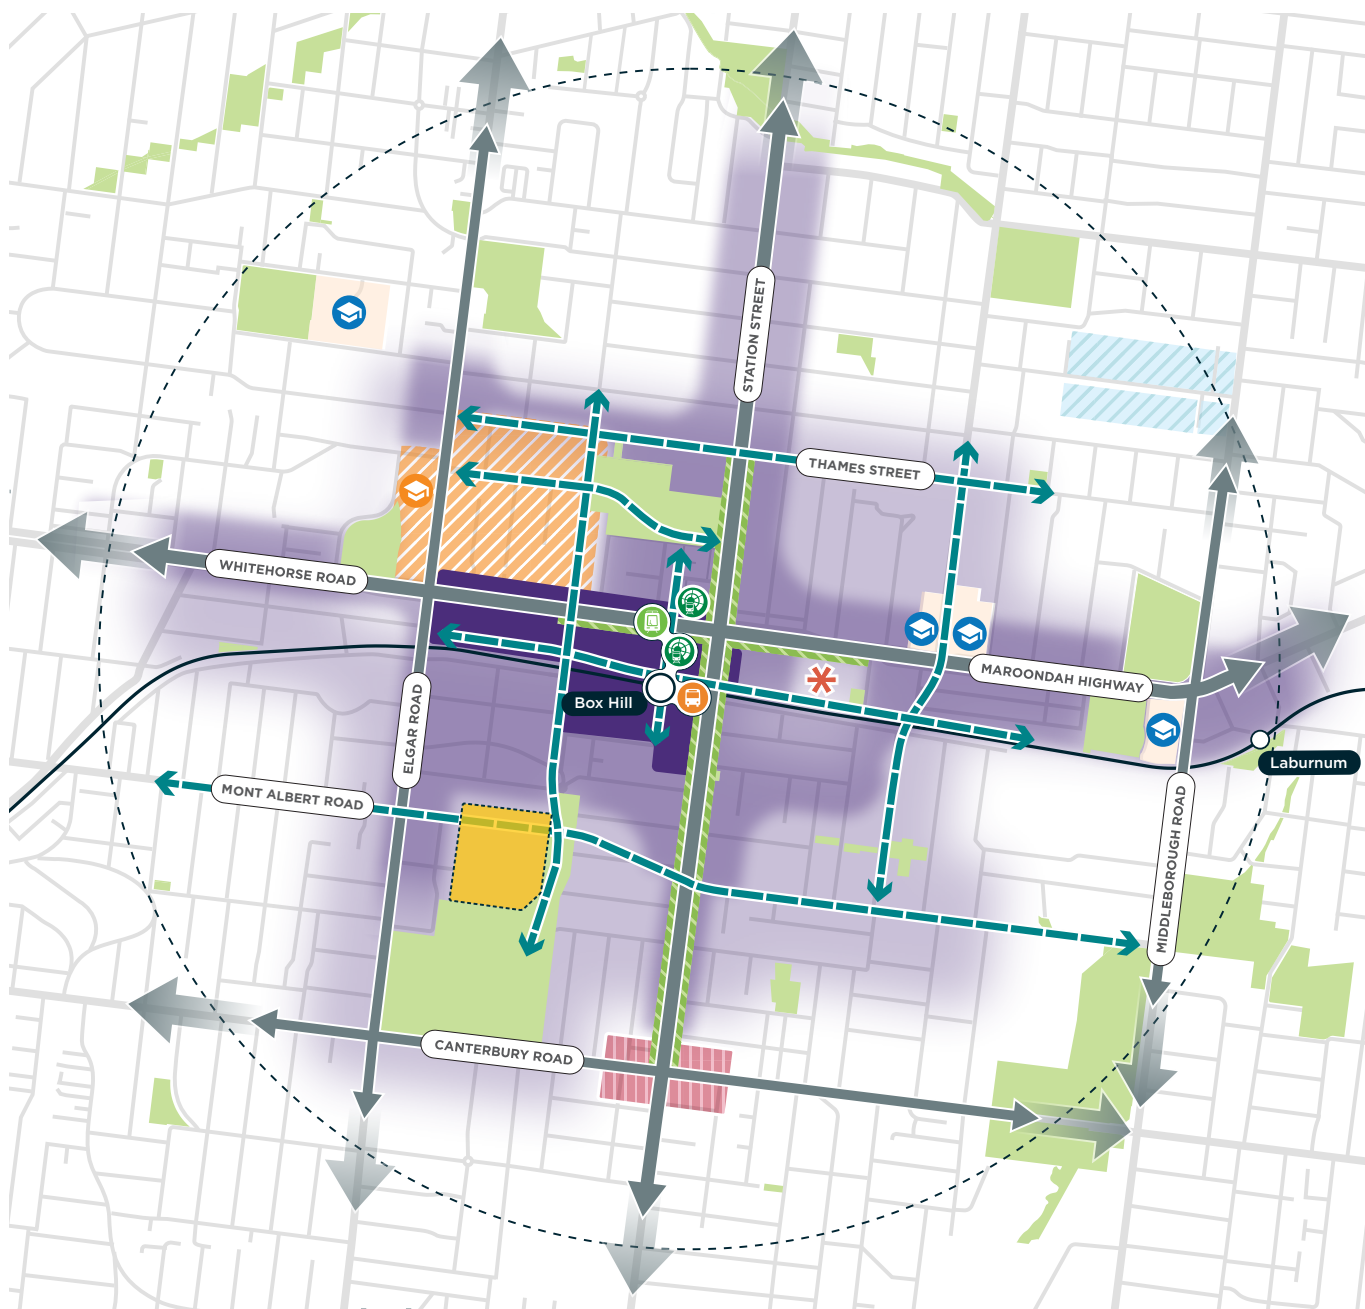 STATION STREET
THAMES STREET
WHITEHORSE ROAD
MAROONDAH HIGHWAY
ELGAR ROAD
Box Hill
Laburnum
MONT ALBERT ROAD
MIDDLEBOROUGH ROAD
CANTERBURY ROAD